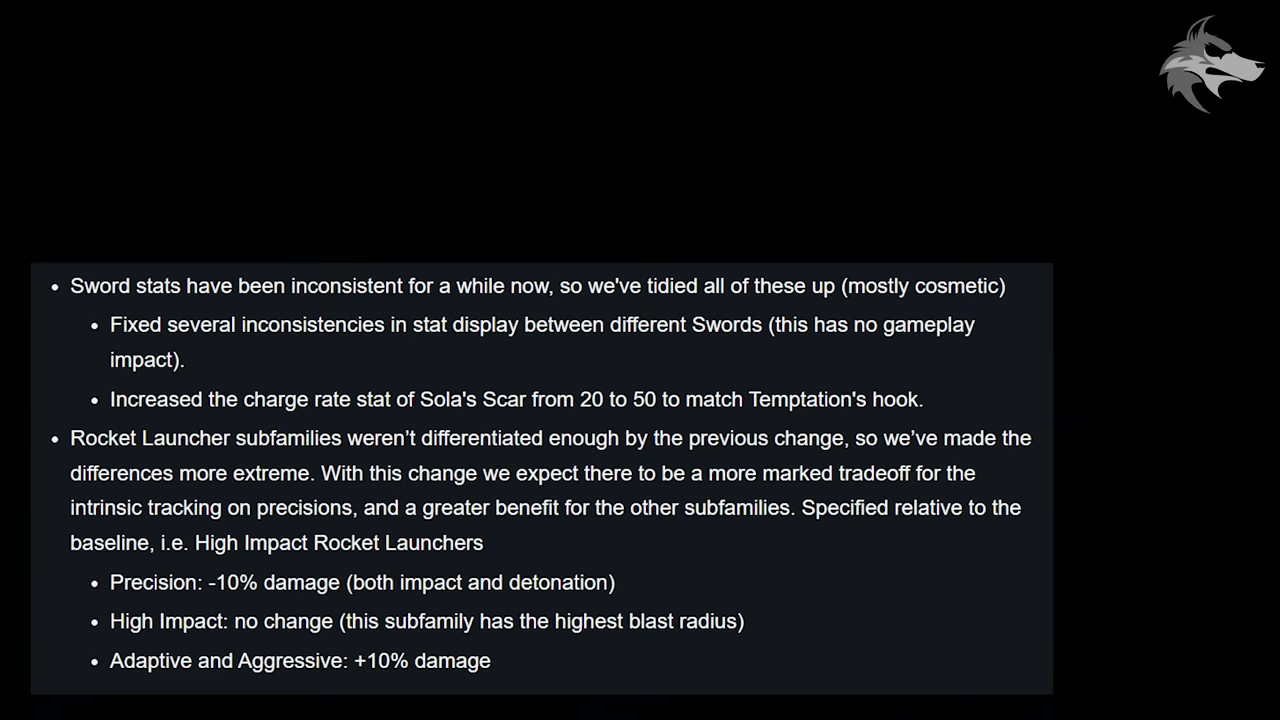 • Sword stats have been inconsistent for a while now, so we've tidied all of these up (mostly cosmetic)
• Fixed several inconsistencies in stat display between different Swords (this has no gameplay
impact).
• Increased the charge rate stat of Sola's Scar from 20 to 50 to match Temptation's hook.
• Rocket Launcher subfamilies weren’t differentiated enough by the previous change, so we’ve made the
differences more extreme. With this change we expect there to be a more marked tradeoff for the
intrinsic tracking on precisions, and a greater benefit for the other subfamilies. Specified relative to the
baseline, i.e. High Impact Rocket Launchers
• Precision: -10% damage (both impact and detonation)
• High Impact: no change (this subfamily has the highest blast radius)
• Adaptive and Aggressive: +10% damage